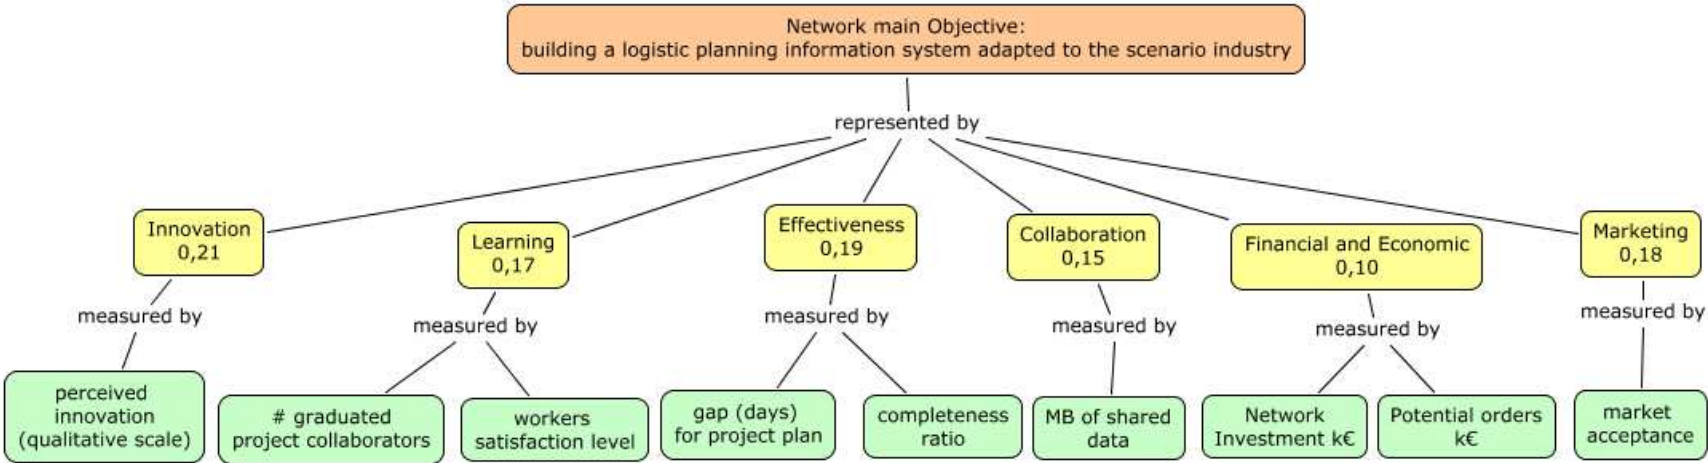 Network main Objective:
building a logistic planning information system adapted to the scenario industry
represented by
Innovation
0,21
Learning
0,17
Effectiveness
0,19
Collaboration
0,15
Financial and Economic
0,10
Marketing
0,18
measured by
measured by
measured by
measured by
measured by
measured by
perceived
innovation
(qualitative scale)
# graduated
project collaborators
workers
satisfaction level
gap (days)
for project plan
completeness
ratio
MB of shared
data
Network
Investment k€
Potential orders
k€
market
acceptance